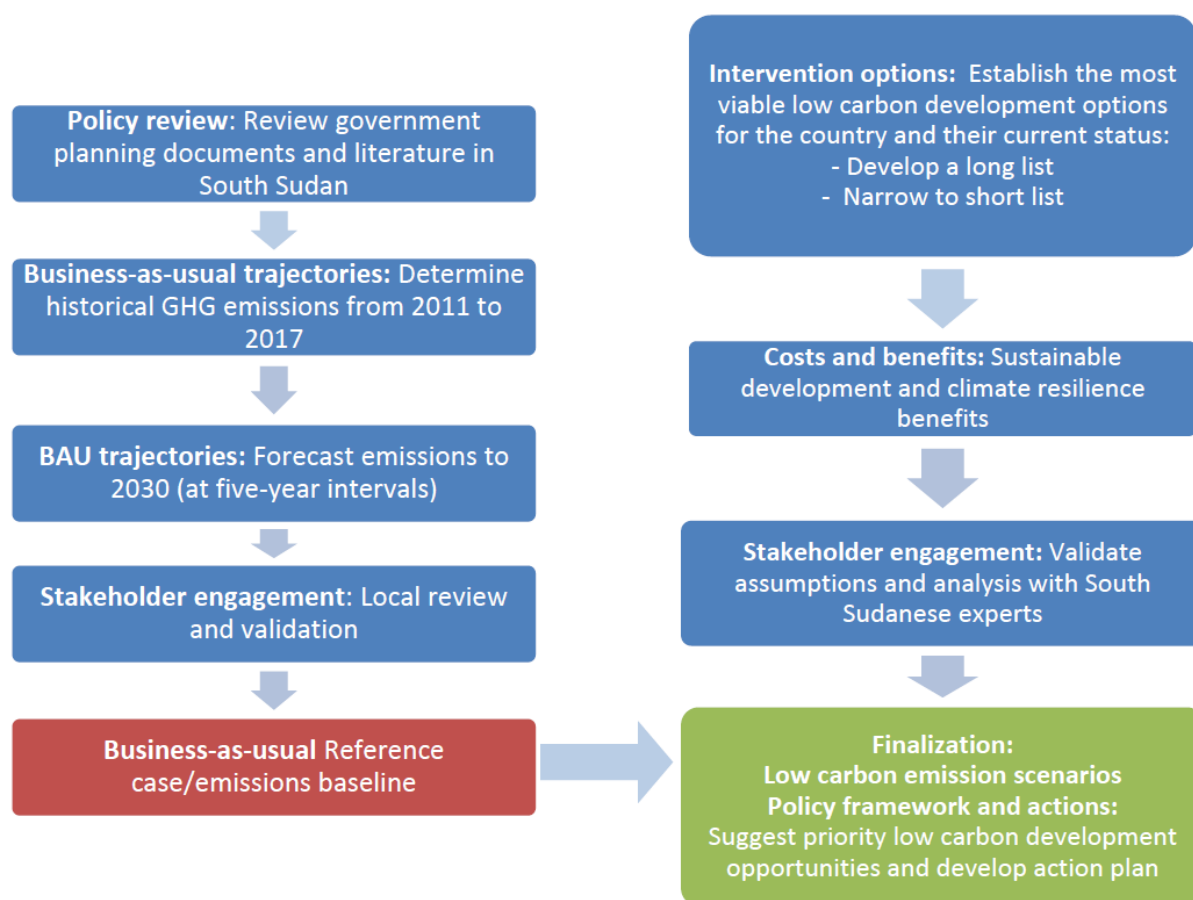 Policy review: Review government
planning documents and literature in
South Sudan
Business-as-usual trajectories: Determine
historical GHG emissions from 2011 to
2017
BAU trajectories: Forecast emissions to
2030 (at five-year intervals)
Stakeholder engagement: Local review
and validation
Business-as-usual Reference
case/emissions baseline
Intervention options: Establish the most
viable low carbon development options
for the country and their current status:
- Develop a long list
- Narrow to short list
Costs and benefits: Sustainable
development and climate resilience
benefits
Stakeholder engagement: Validate
assumptions and analysis with South
Sudanese experts
Finalization:
Low carbon emission scenarios
Policy framework and actions:
Suggest priority low carbon development
opportunities and develop action plan